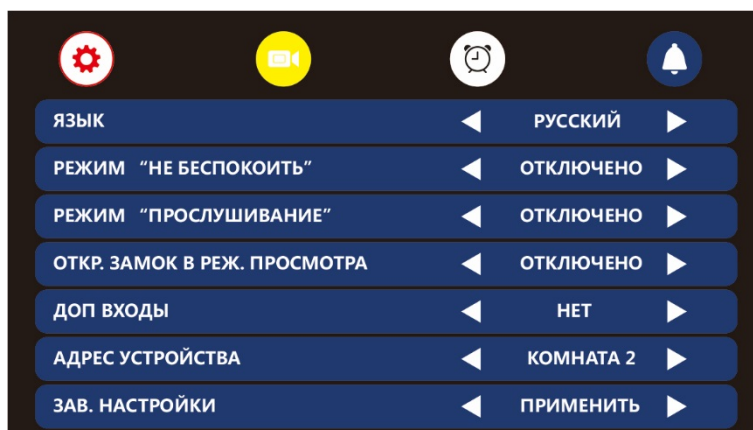 ЯЗЫК РУССКИЙ
РЕЖИМ “НЕ БЕСПОКОИТЬ” ОТКЛЮЧЕНО
РЕЖИМ “ПРОСЛУШИВАНИЕ” ОТКЛЮЧЕНО
ОТКР. ЗАМОК В РЕЖ. ПРОСМОТРА ОТКЛЮЧЕНО
ДОП ВХОДЫ НЕТ
АДРЕС УСТРОЙСТВА КОМНАТА 2
ЗАВ. НАСТРОЙКИ ПРИМЕНИТЬ